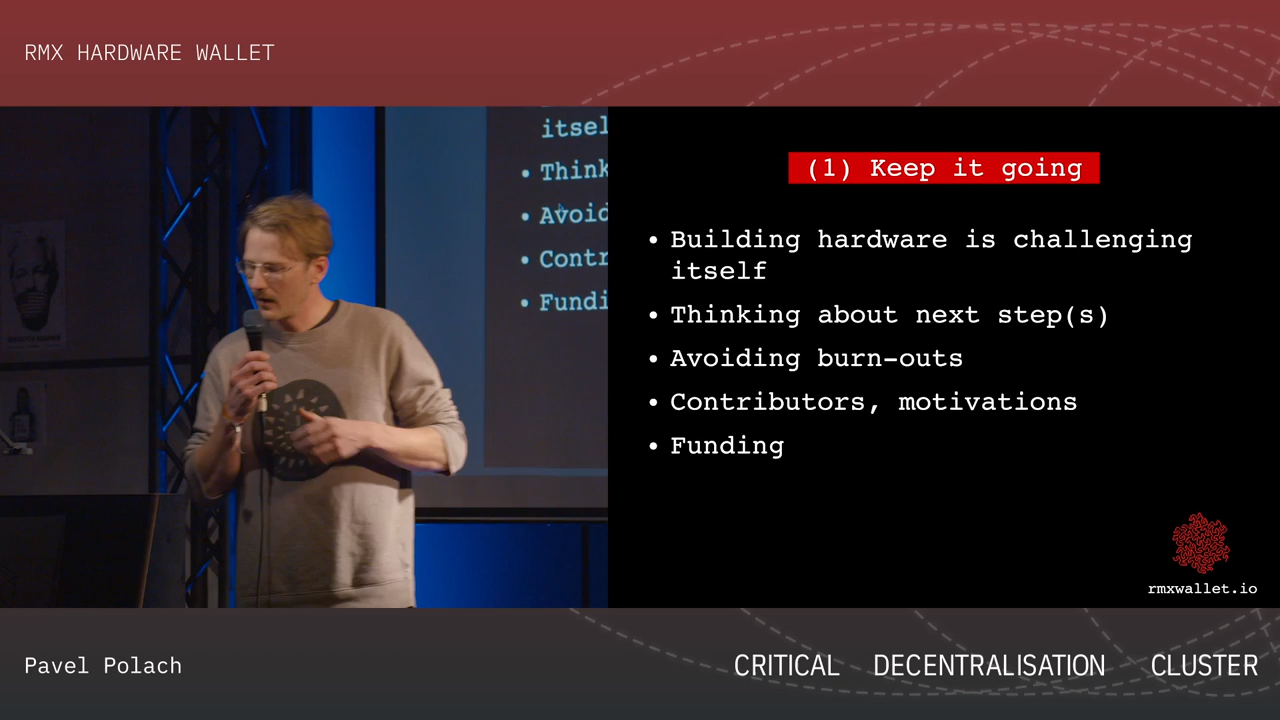 RMX HARDWARE WALLET
itsel
• Think
• Avoid
• Contr
• Fundi
(1) Keep it going
• Building hardware is challenging
itself
• Thinking about next step(s)
• Avoiding burn-outs
• Contributors, motivations
• Funding
rmxwallet.io
Pavel Polach
CRITICAL DECENTRALISATION CLUSTER